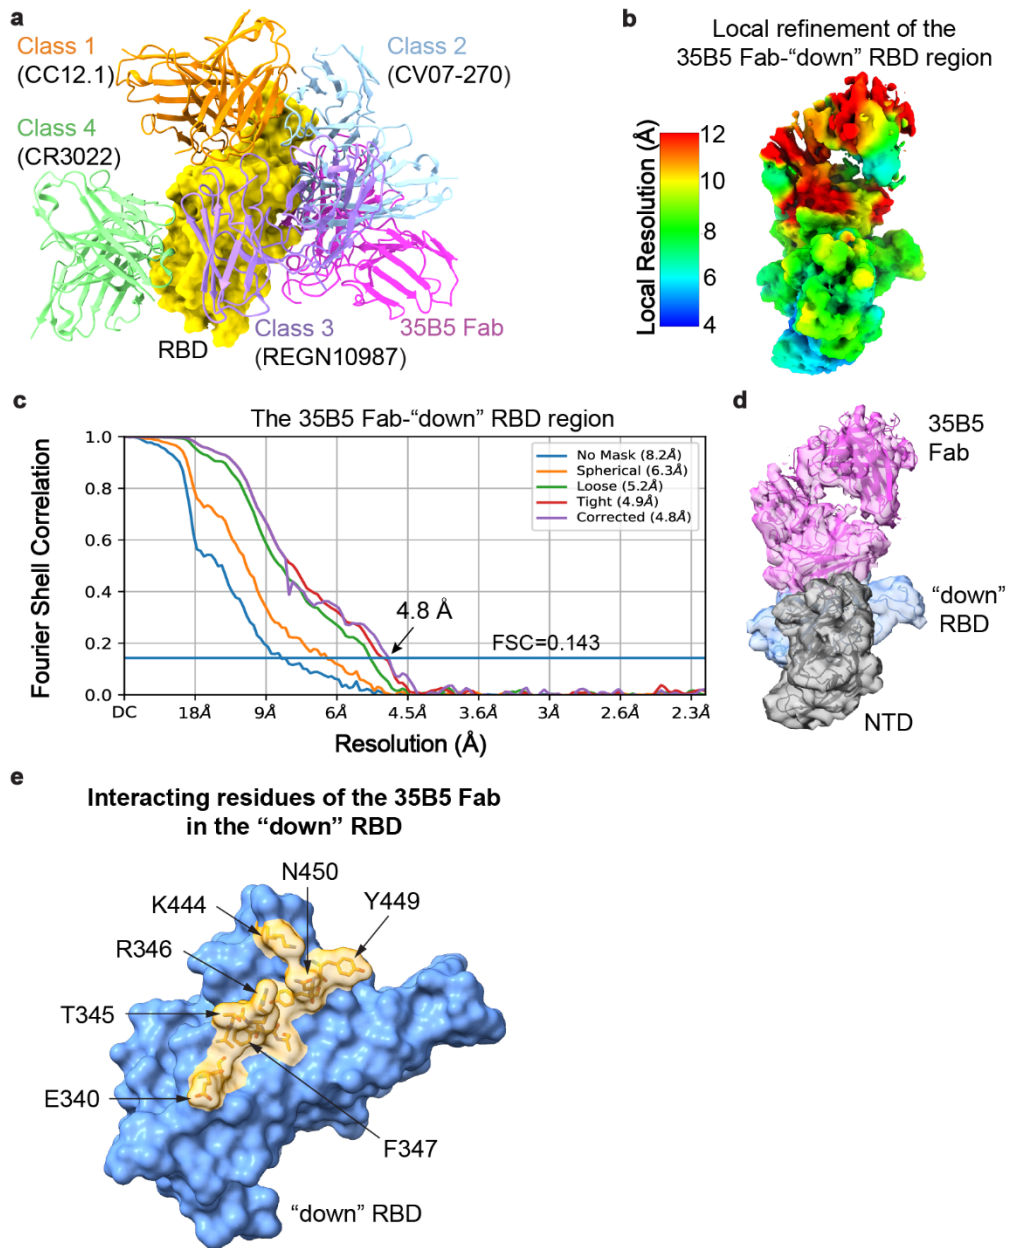 a
Class 1
(CC12.1)
Class 2
(CV07-270)
Class 4
(CR3022)
Class 3
(REGN10987)
35B5 Fab
RBD
b
Local refinement of the
35B5 Fab-“down” RBD region
Local Resolution (Å)
12
10
8
6
4
c
The 35B5 Fab-“down” RBD region
Fourier Shell Correlation
1.0
0.8
0.6
0.4
0.2
0.0
No Mask (8.2Å)
Spherical (6.3Å)
Loose (5.2Å)
Tight (4.9Å)
Corrected (4.8Å)
4.8 Å
FSC=0.143
DC 18Å 9Å 6Å 4.5Å 3.6Å 3Å 2.6Å 2.3Å
Resolution (Å)
d
35B5
Fab
“down”
RBD
NTD
e
Interacting residues of the 35B5 Fab
in the “down” RBD
N450
K444
Y449
R346
T345
E340
F347
“down” RBD